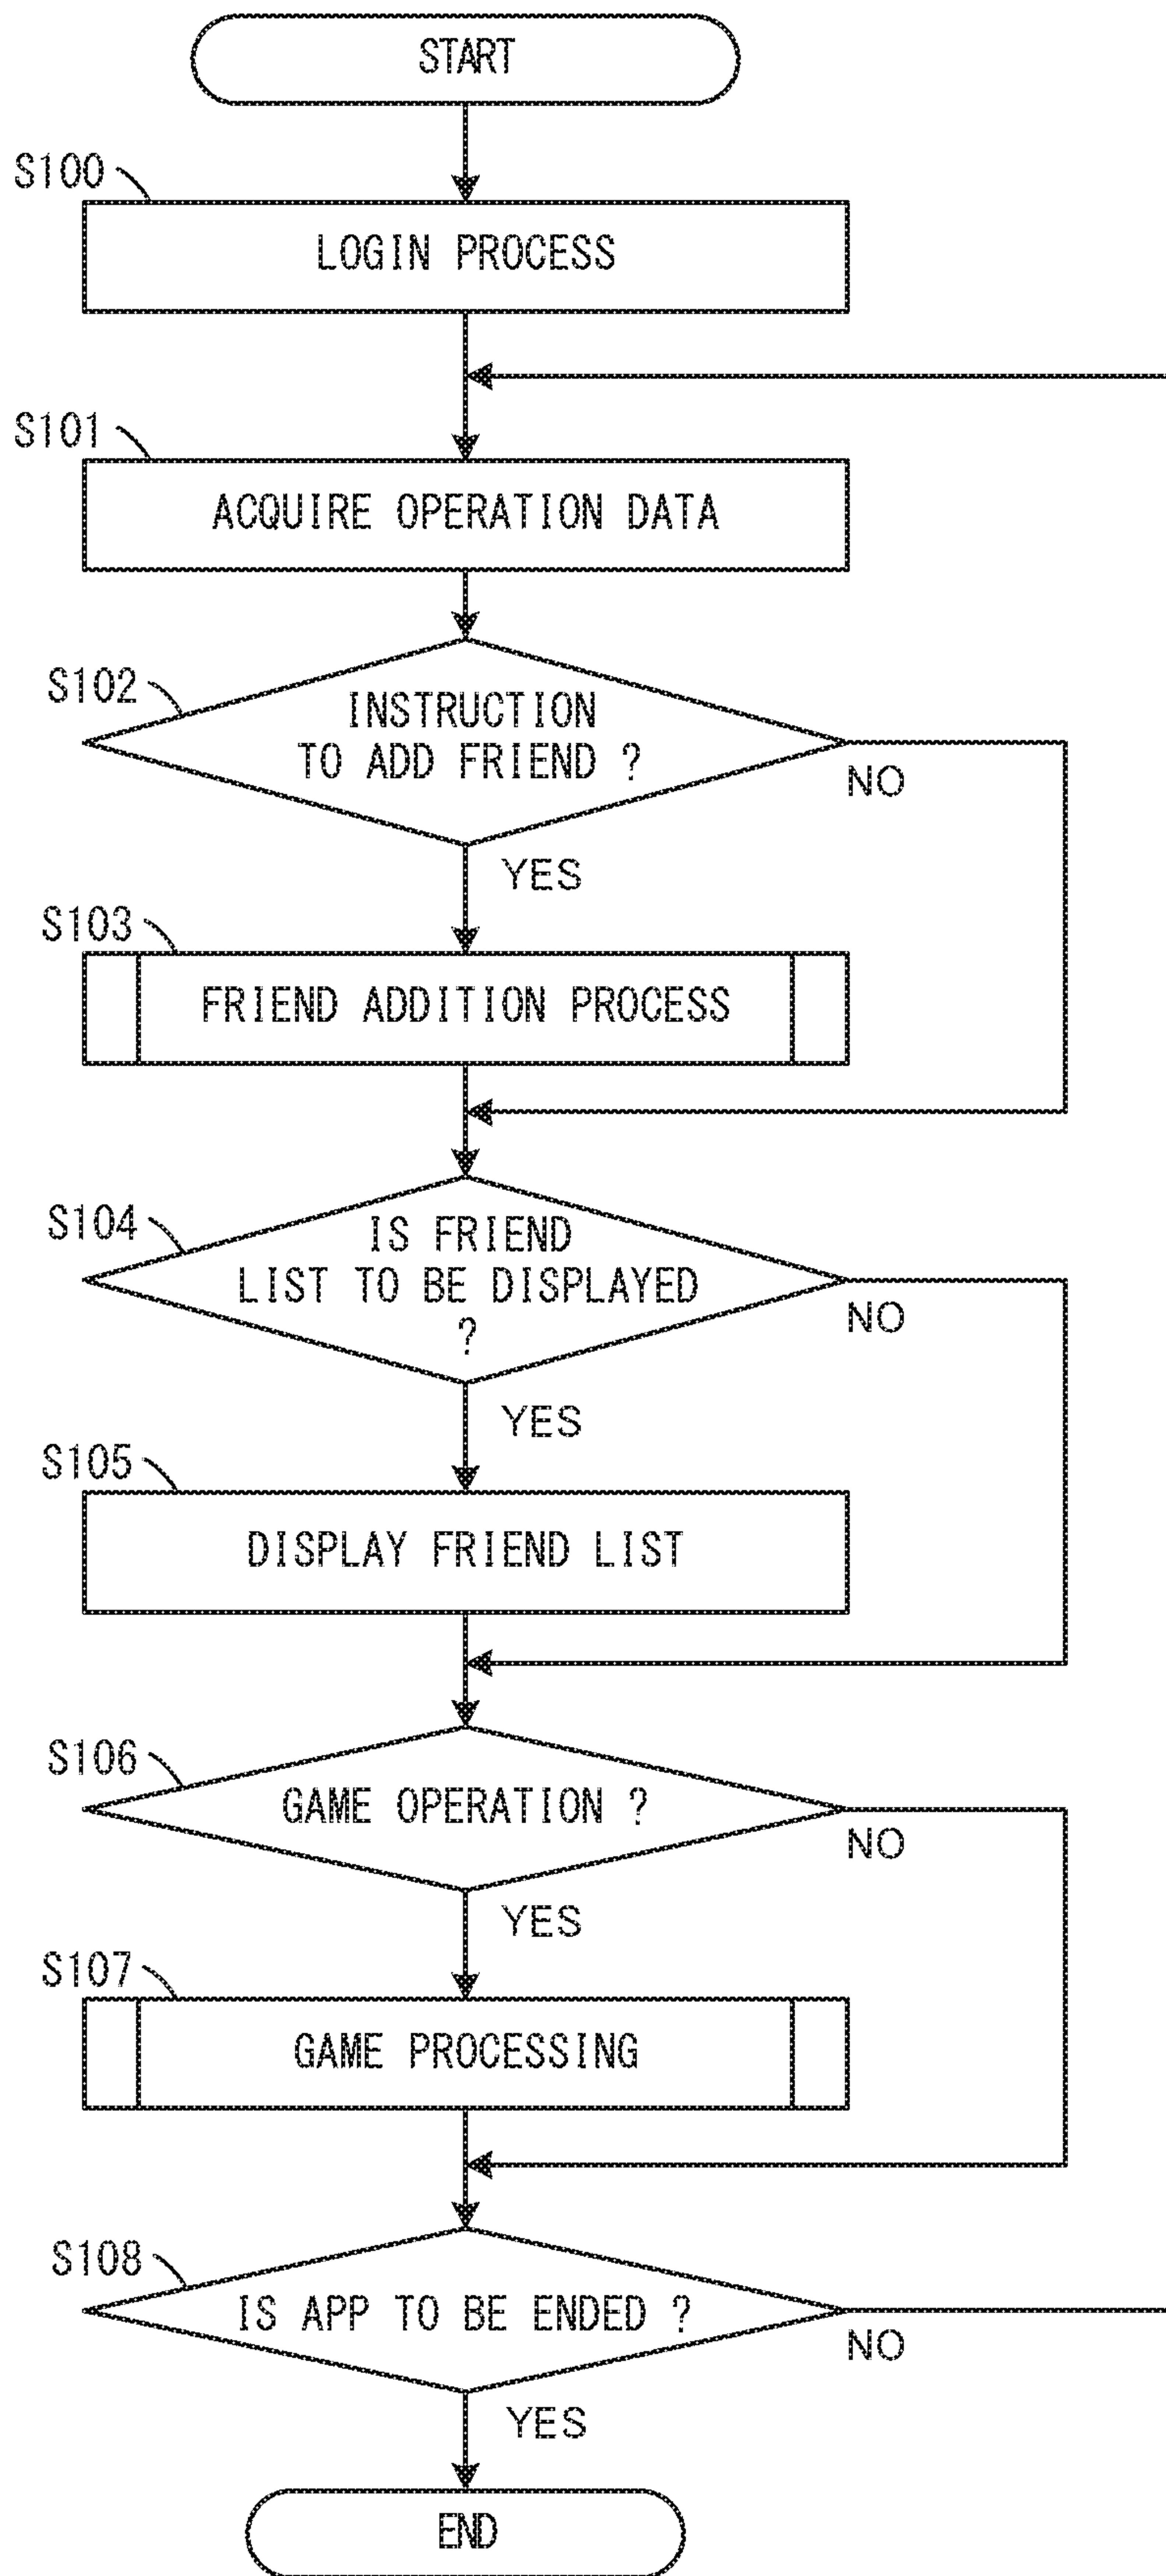 START
S100
LOGIN PROCESS
S101
ACQUIRE OPERATION DATA
S102
INSTRUCTION
TO ADD FRIEND ?
NO
YES
S103
FRIEND ADDITION PROCESS
S104
IS FRIEND
LIST TO BE DISPLAYED
?
NO
YES
S105
DISPLAY FRIEND LIST
S106
GAME OPERATION ?
NO
YES
S107
GAME PROCESSING
S108
IS APP TO BE ENDED ?
NO
YES
END